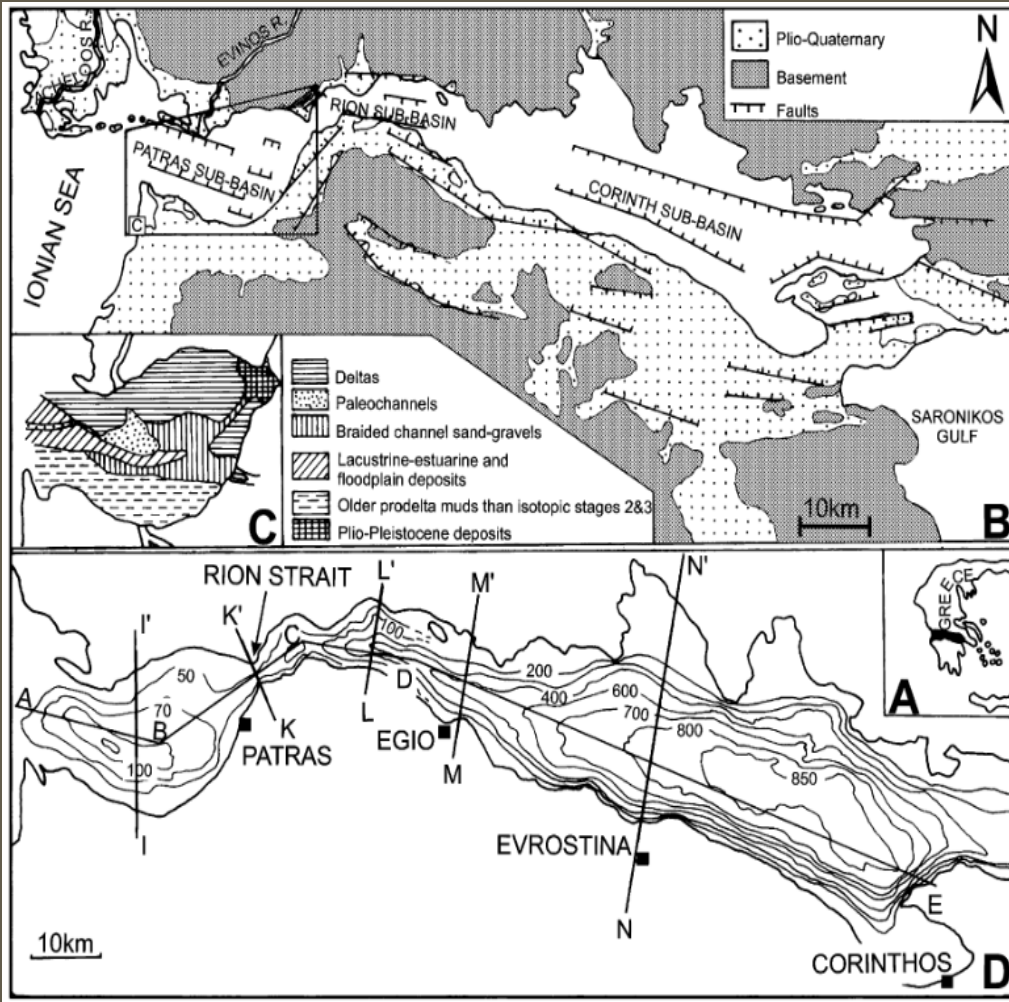 ACHELOOS R.
EVINOS R.
Plio-Quaternary
Basement
Faults
N
RION SUB-BASIN
PATRAS SUB-BASIN
CORINTH SUB-BASIN
C
IONIAN SEA
SARONIKOS
GULF
10km
B
Deltas
Paleochannels
Braided channel sand-gravels
Lacustrine-estuarine and
floodplain deposits
Older prodelta muds than isotopic stages 2&3
Plio-Pleistocene deposits
C
RION STRAIT
I'
K'
L'
M'
N'
GREECE
A
A
50
70
100
B
C
100
D
200
400
600
700
800
850
K
PATRAS
L
EGIO
M
I
EVROSTINA
N
E
10km
CORINTHOS
D